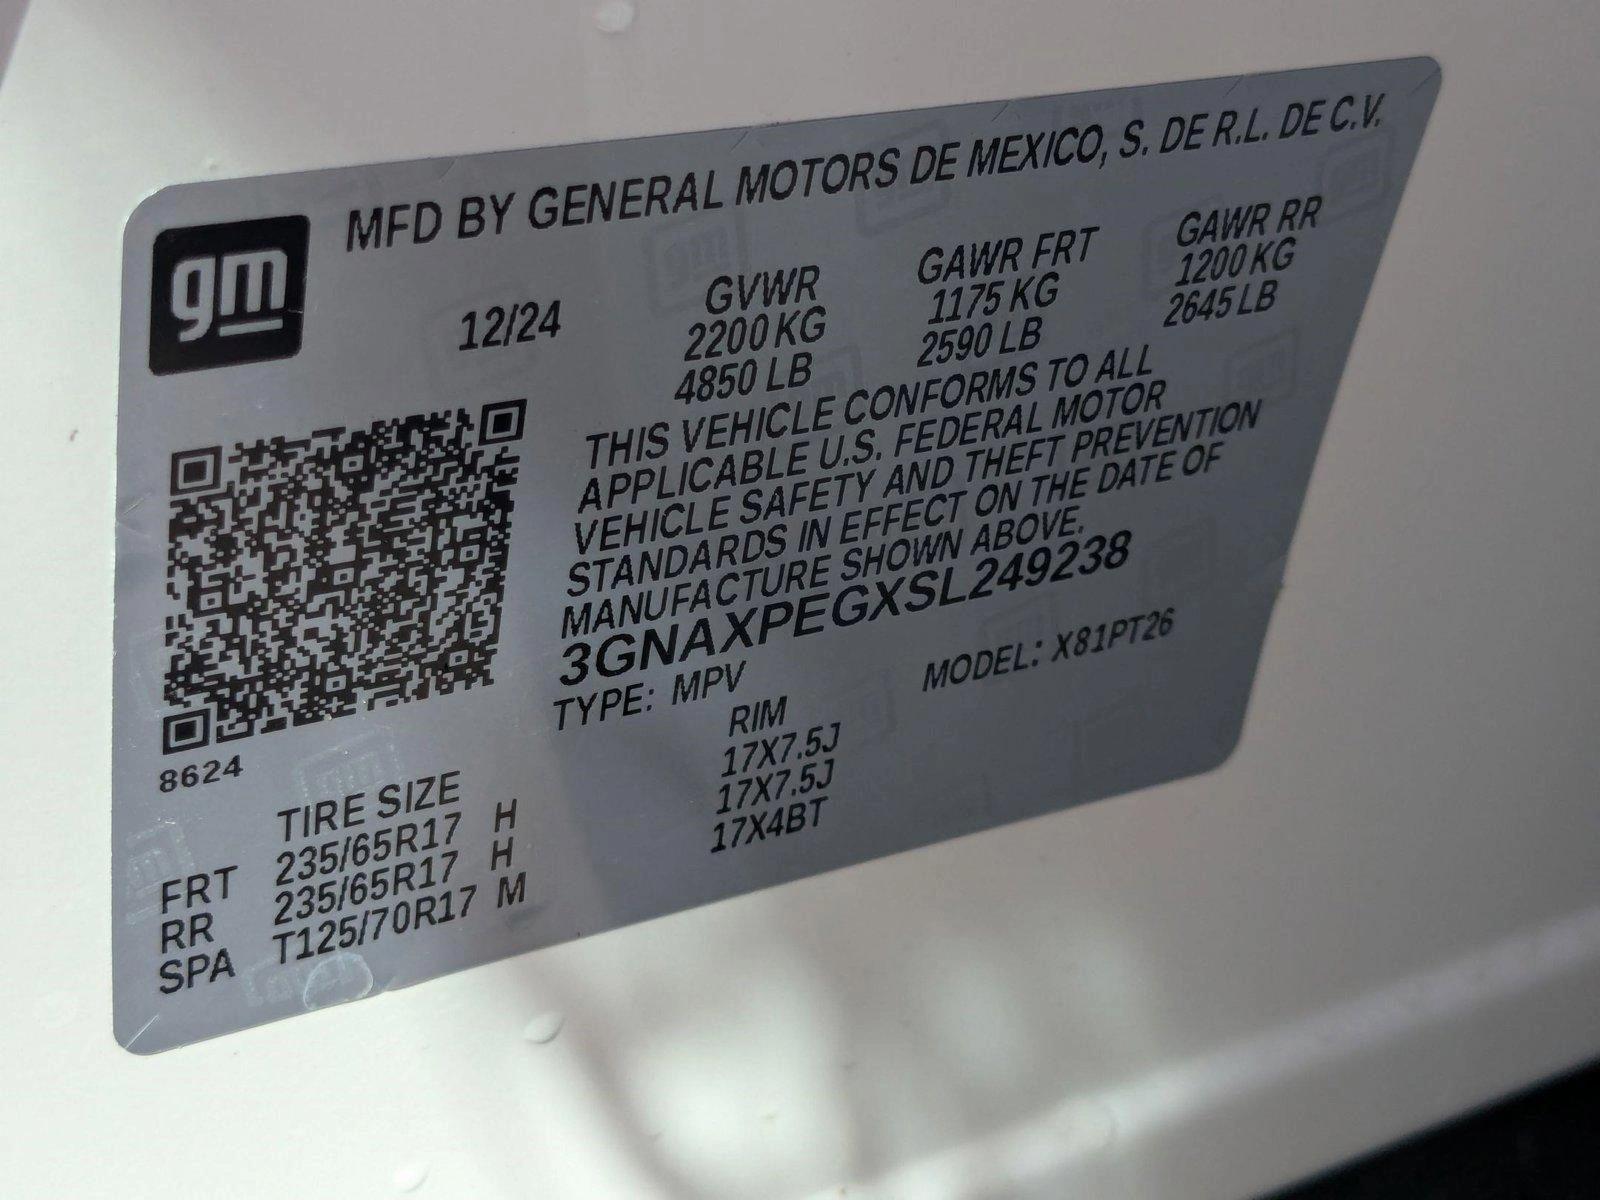 gm
MFD BY GENERAL MOTORS DE MEXICO, S. DE R.L. DE C.V.
12/24
GVWR GAWR FRT GAWR RR
2200 KG 1175 KG 1200 KG
4850 LB 2590 LB 2645 LB
THIS VEHICLE CONFORMS TO ALL
APPLICABLE U.S. FEDERAL MOTOR
VEHICLE SAFETY AND THEFT PREVENTION
STANDARDS IN EFFECT ON THE DATE OF
MANUFACTURE SHOWN ABOVE.
3GNAXPEGXSL249238
TYPE: MPV MODEL: X81PT26
8624
TIRE SIZE RIM
FRT 235/65R17 H 17X7.5J
RR 235/65R17 H 17X7.5J
SPA T125/70R17 M 17X4BT